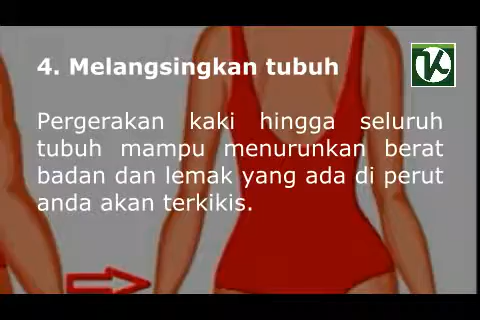 4. Melangsingkan tubuh
Pergerakan kaki hingga seluruh
tubuh mampu menurunkan berat
badan dan lemak yang ada di perut
anda akan terkikis.